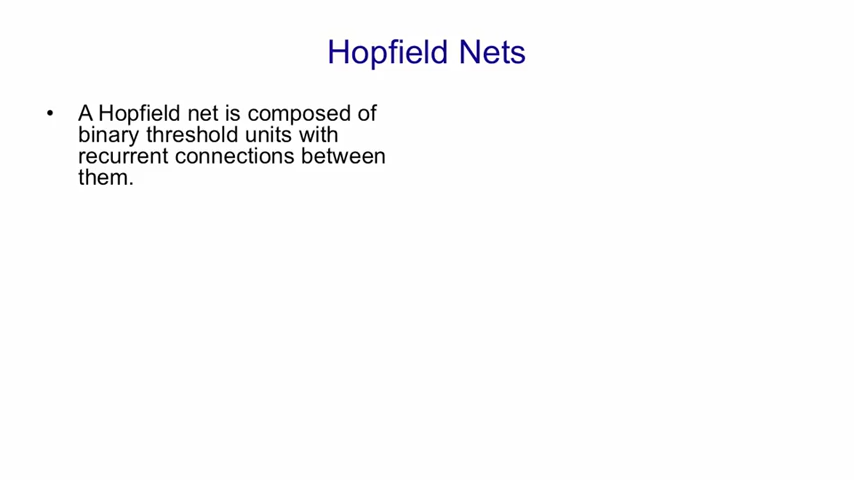 Hopfield Nets
• A Hopfield net is composed of
binary threshold units with
recurrent connections between
them.